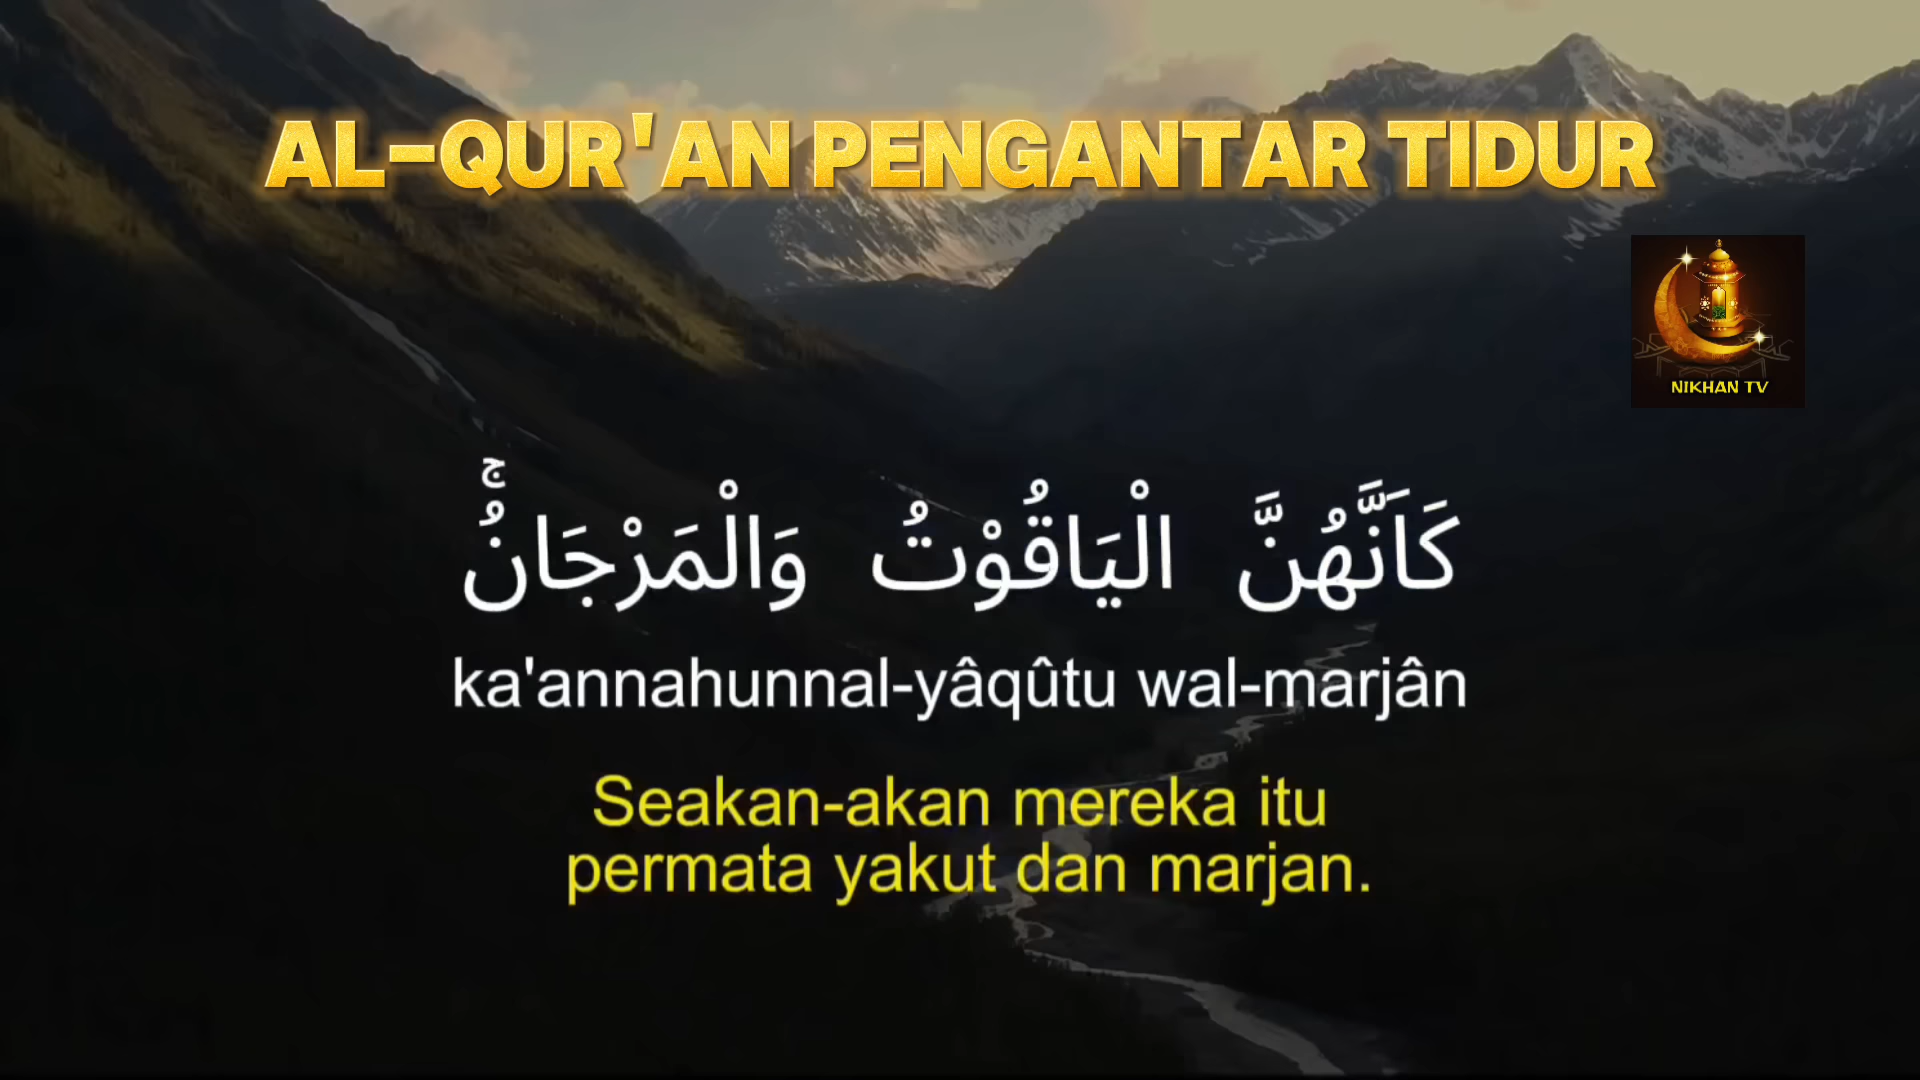 AL-QUR'AN PENGANTAR TIDUR
NIKHAN TV
كَاَنَّهُنَّ الْيَاقُوْتُ وَالْمَرْجَانُۚ
ka'annahunnal-yâqûtu wal-marjân
Seakan-akan mereka itu
permata yakut dan marjan.